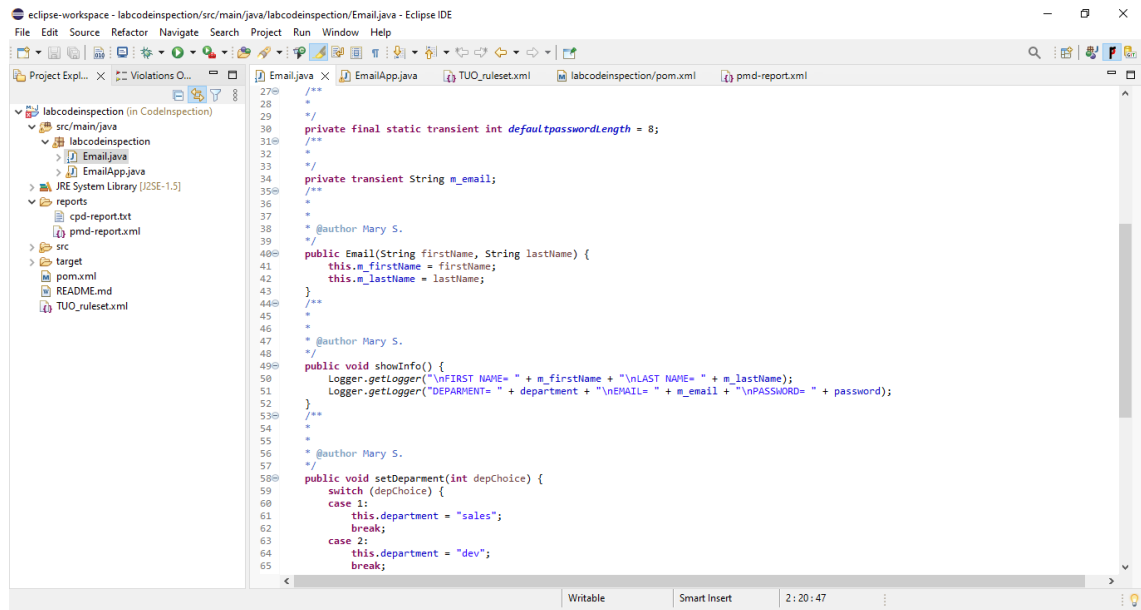 eclipse-workspace - labcodeinspection/src/main/java/labcodeinspection/Email.java - Eclipse IDE
File Edit Source Refactor Navigate Search Project Run Window Help
Project Expl... Violations O...
labcodeinspection (in CodeInspection)
src/main/java
labcodeinspection
Email.java
EmailApp.java
JRE System Library [J2SE-1.5]
reports
cpd-report.txt
pmd-report.xml
src
target
pom.xml
README.md
TUO_ruleset.xml
Email.java EmailApp.java TUO_ruleset.xml labcodeinspection/pom.xml pmd-report.xml
27 /**
28 *
29 */
30 private final static transient int defaultpasswordLength = 8;
31 /**
32 *
33 */
34 private transient String m_email;
35 /**
36 *
37 *
38 * @author Mary S.
39 */
40 public Email(String firstName, String lastName) {
41 this.m_firstName = firstName;
42 this.m_lastName = lastName;
43 }
44 /**
45 *
46 *
47 * @author Mary S.
48 */
49 public void showInfo() {
50 Logger.getLogger("\nFIRST NAME= " + m_firstName + "\nLAST NAME= " + m_lastName);
51 Logger.getLogger("DEPARMENT= " + department + "\nEMAIL= " + m_email + "\nPASSWORD= " + password);
52 }
53 /**
54 *
55 *
56 * @author Mary S.
57 */
58 public void setDeparment(int depChoice) {
59 switch (depChoice) {
60 case 1:
61 this.department = "sales";
62 break;
63 case 2:
64 this.department = "dev";
65 break;
Writable Smart Insert 2 : 20 : 47